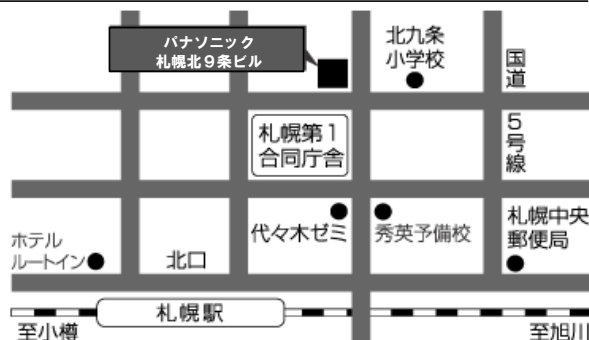 パナソニック
札幌北9条ビル
北九条
小学校
国道
5号線
札幌第1
合同庁舎
代々木ゼミ
秀英予備校
札幌中央
郵便局
ホテル
ルートイン
北口
札幌駅
至小樽
至旭川